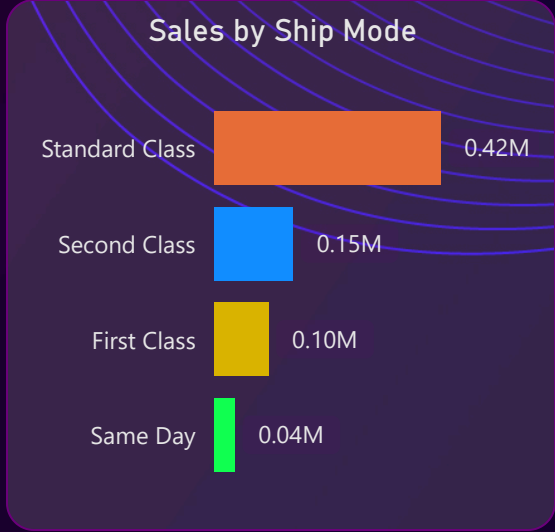 Sales by Ship Mode
Standard Class 0.42M
Second Class 0.15M
First Class 0.10M
Same Day 0.04M